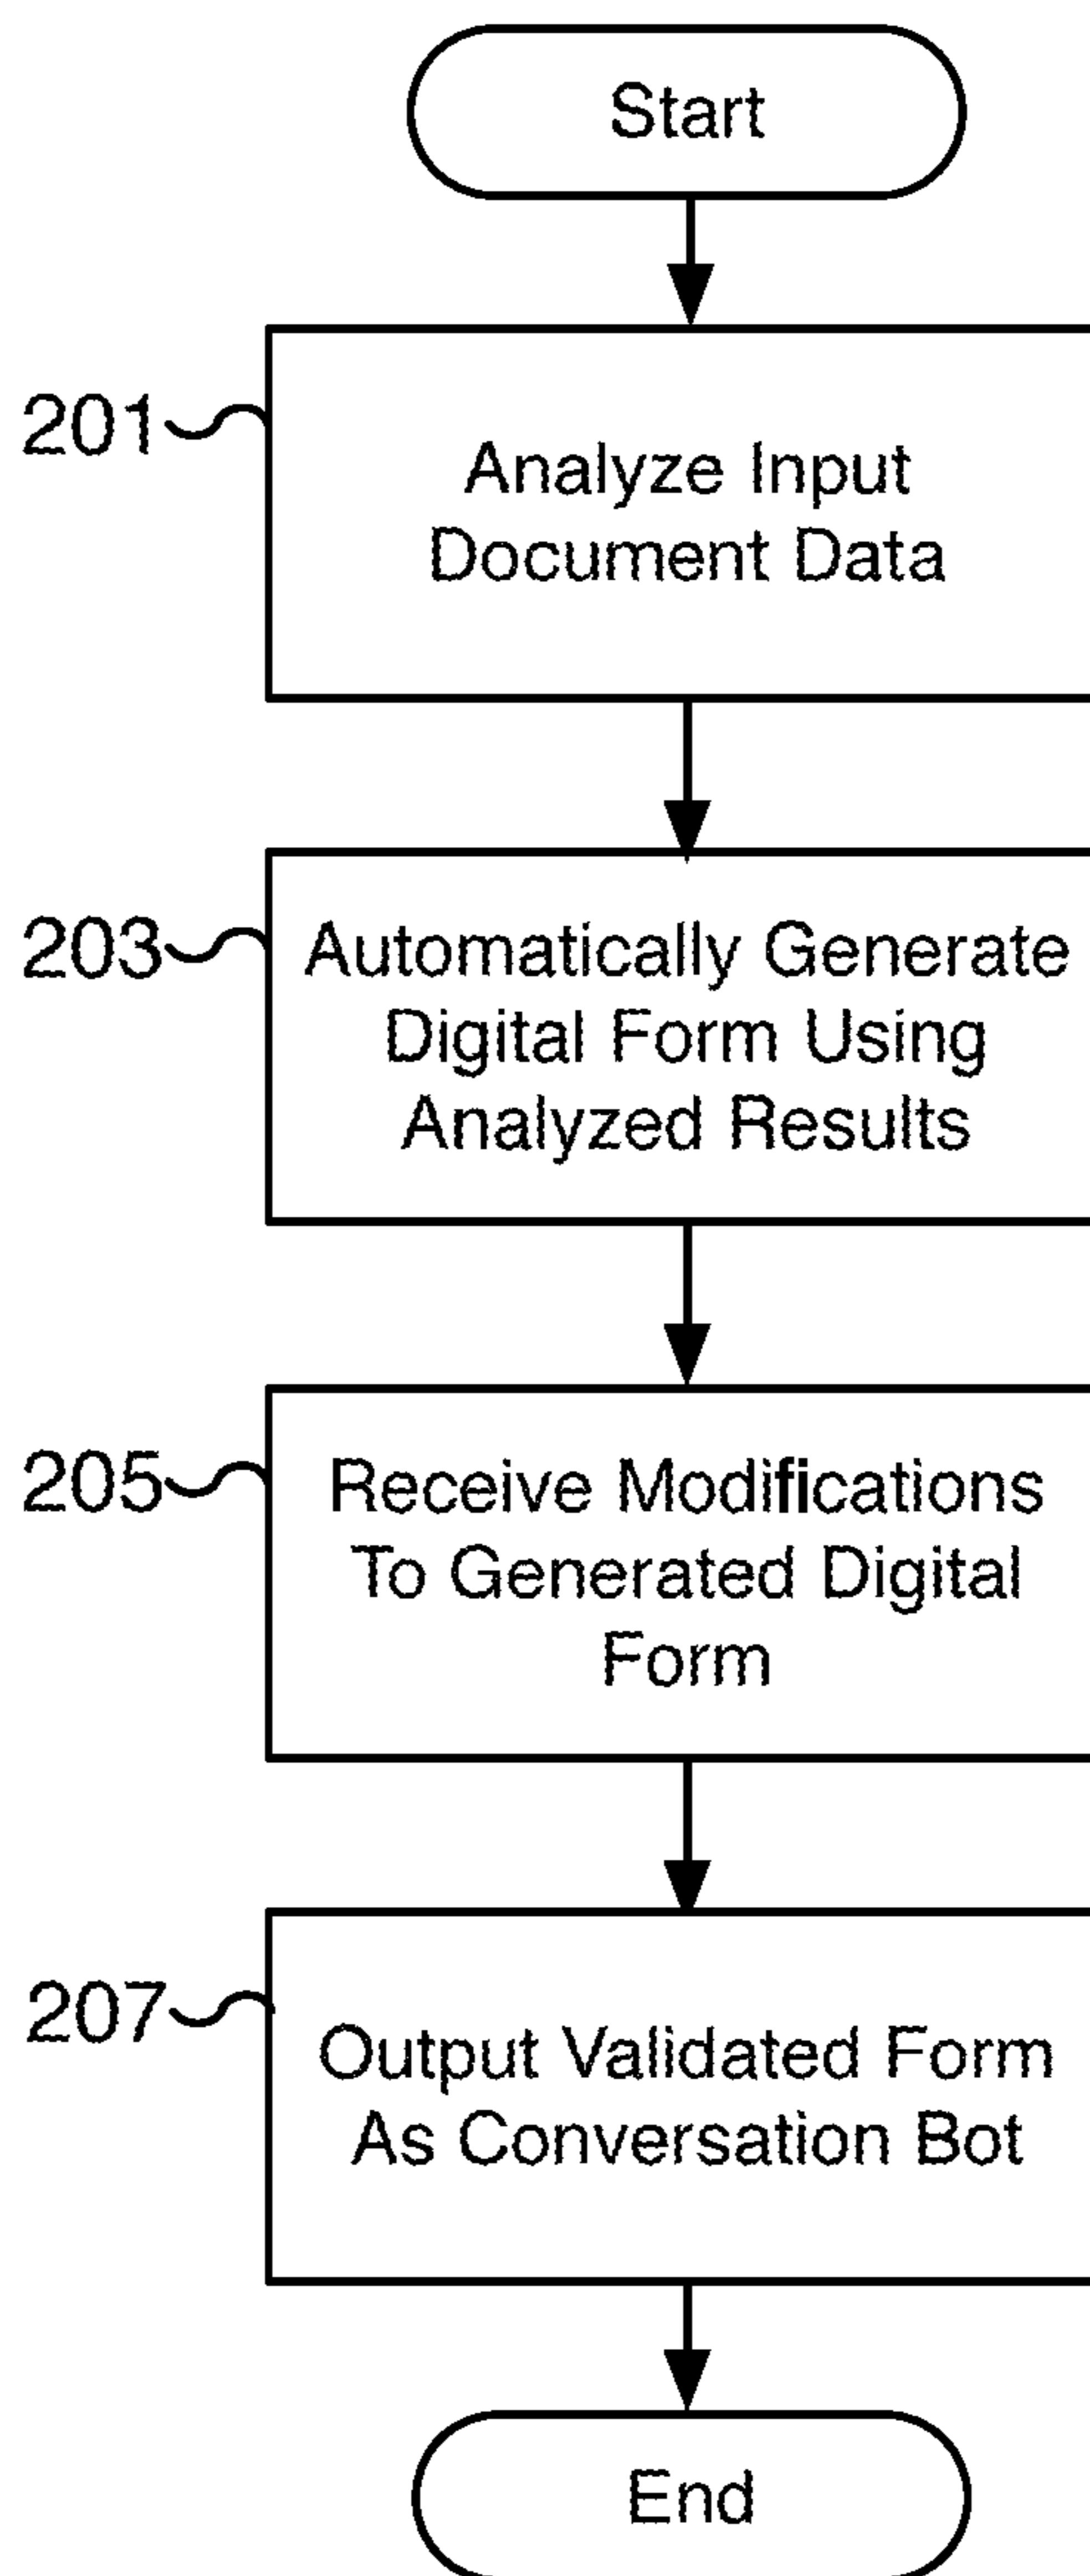 Start
201
Analyze Input
Document Data
203
Automatically Generate
Digital Form Using
Analyzed Results
205
Receive Modifications
To Generated Digital
Form
207
Output Validated Form
As Conversation Bot
End